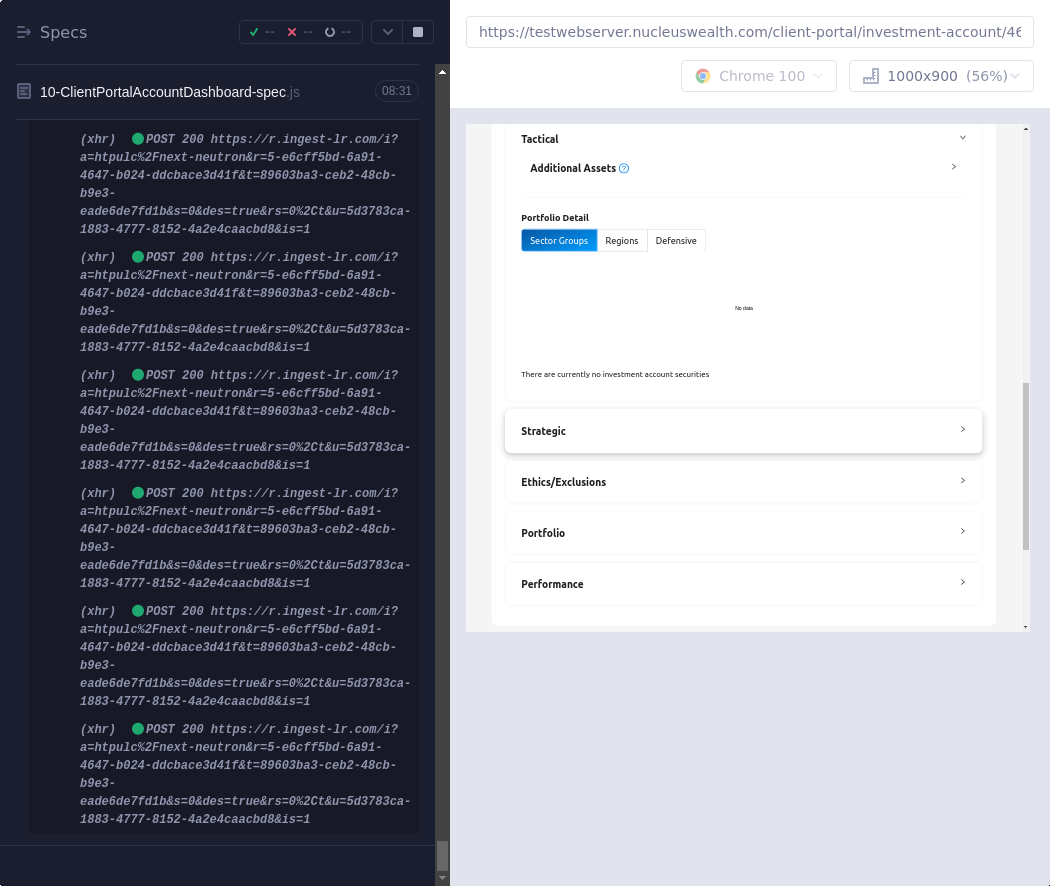 Specs
-- -- --
10-ClientPortalAccountDashboard-spec.js
08:31
(xhr) POST 200 https://r.ingest-lr.com/i?
a=htpulc%2Fnext-neutron&r=5-e6cff5bd-6a91-
4647-b024-ddcbace3d41f&t=89603ba3-ceb2-48cb-
b9e3-
eade6de7fd1b&s=0&des=true&rs=0%2Ct&u=5d3783ca-
1883-4777-8152-4a2e4caacbd8&is=1
(xhr) POST 200 https://r.ingest-lr.com/i?
a=htpulc%2Fnext-neutron&r=5-e6cff5bd-6a91-
4647-b024-ddcbace3d41f&t=89603ba3-ceb2-48cb-
b9e3-
eade6de7fd1b&s=0&des=true&rs=0%2Ct&u=5d3783ca-
1883-4777-8152-4a2e4caacbd8&is=1
(xhr) POST 200 https://r.ingest-lr.com/i?
a=htpulc%2Fnext-neutron&r=5-e6cff5bd-6a91-
4647-b024-ddcbace3d41f&t=89603ba3-ceb2-48cb-
b9e3-
eade6de7fd1b&s=0&des=true&rs=0%2Ct&u=5d3783ca-
1883-4777-8152-4a2e4caacbd8&is=1
(xhr) POST 200 https://r.ingest-lr.com/i?
a=htpulc%2Fnext-neutron&r=5-e6cff5bd-6a91-
4647-b024-ddcbace3d41f&t=89603ba3-ceb2-48cb-
b9e3-
eade6de7fd1b&s=0&des=true&rs=0%2Ct&u=5d3783ca-
1883-4777-8152-4a2e4caacbd8&is=1
(xhr) POST 200 https://r.ingest-lr.com/i?
a=htpulc%2Fnext-neutron&r=5-e6cff5bd-6a91-
4647-b024-ddcbace3d41f&t=89603ba3-ceb2-48cb-
b9e3-
eade6de7fd1b&s=0&des=true&rs=0%2Ct&u=5d3783ca-
1883-4777-8152-4a2e4caacbd8&is=1
(xhr) POST 200 https://r.ingest-lr.com/i?
a=htpulc%2Fnext-neutron&r=5-e6cff5bd-6a91-
4647-b024-ddcbace3d41f&t=89603ba3-ceb2-48cb-
b9e3-
eade6de7fd1b&s=0&des=true&rs=0%2Ct&u=5d3783ca-
1883-4777-8152-4a2e4caacbd8&is=1
https://testwebserver.nucleuswealth.com/client-portal/investment-account/46
Chrome 100
1000x900 (56%)
Tactical
Additional Assets ?
Portfolio Detail
Sector Groups Regions Defensive
No data
There are currently no investment account securities
Strategic
Ethics/Exclusions
Portfolio
Performance